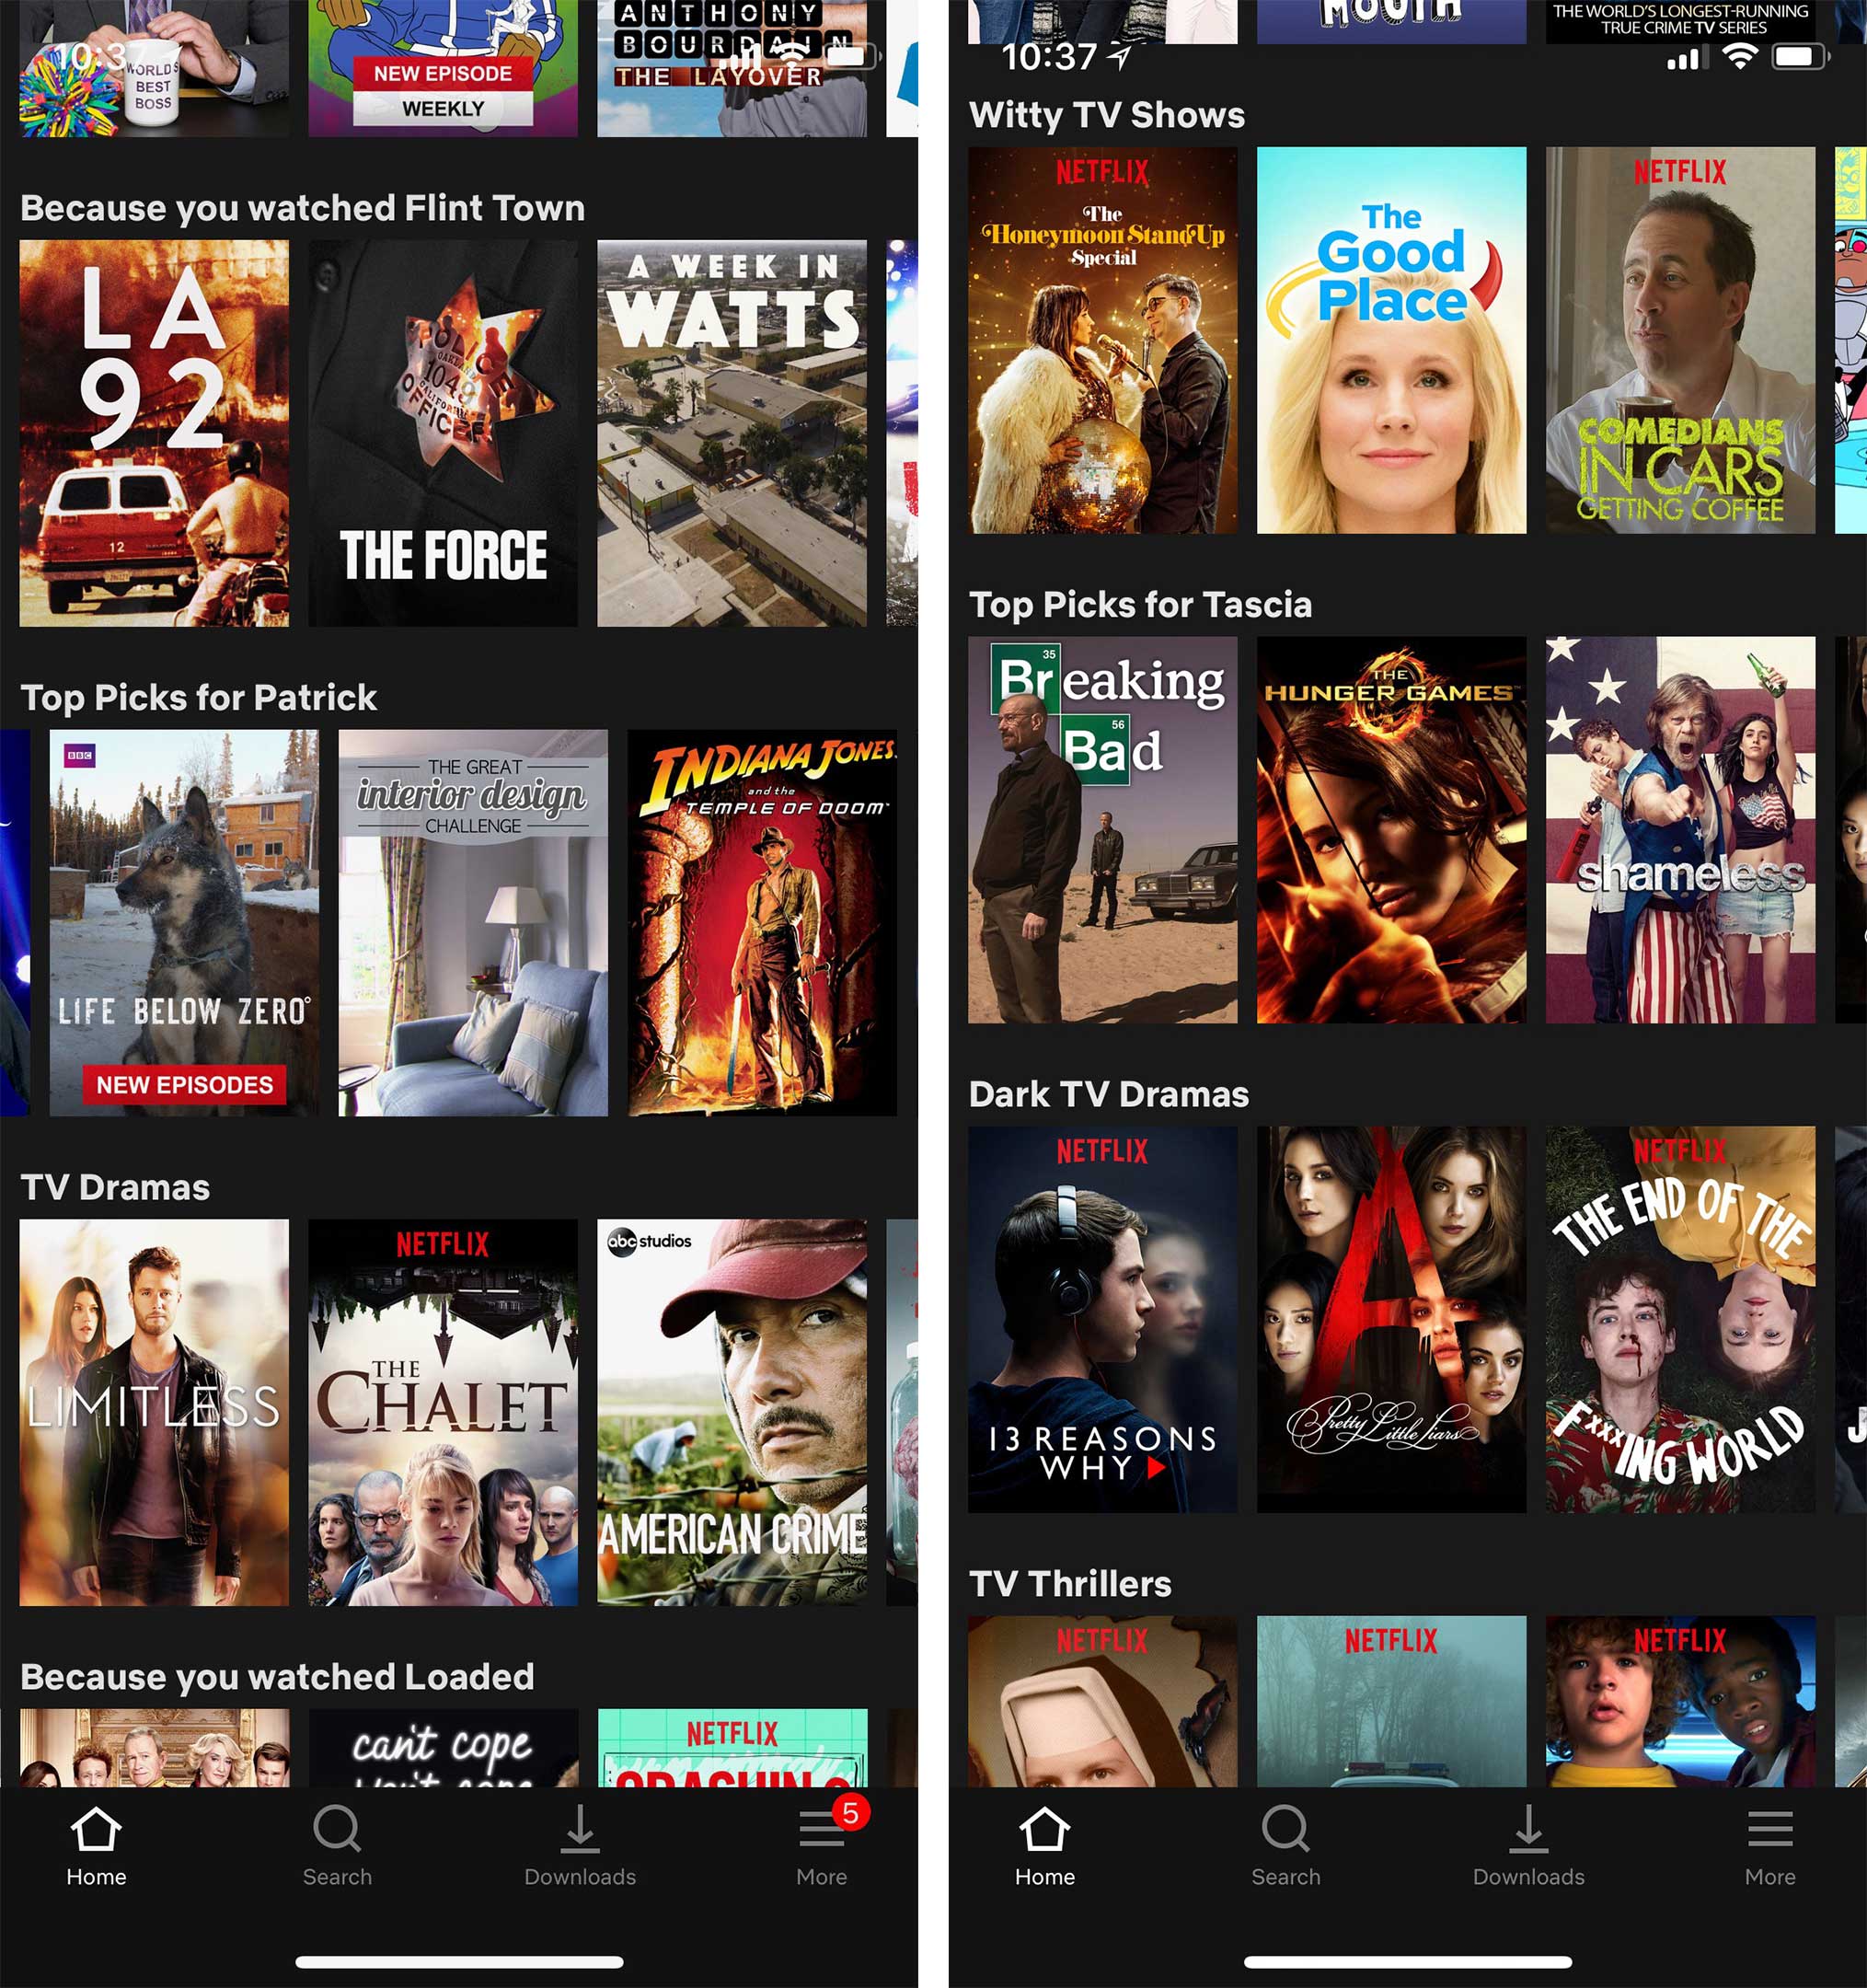 ANTHONY
BOURDAIN
THE LAYOVER
10:3
WORLD'S
BEST
BOSS
NEW EPISODE
WEEKLY
Because you watched Flint Town
LA
92
12
POLICE
1049
CALIFORNIA
OFFICER
THE FORCE
A WEEK IN
WATTS
Top Picks for Patrick
BBC
LIFE BELOW ZERO°
NEW EPISODES
THE GREAT
interior design
CHALLENGE
INDIANA JONES
and the
TEMPLE OF DOOM
TV Dramas
LIMITLESS
NETFLIX
THE
CHALET
abc studios
AMERICAN CRIME
Because you watched Loaded
can't cope
won't cope
NETFLIX
Home
Search
Downloads
5
More
MOUTH
THE WORLD'S LONGEST-RUNNING
TRUE CRIME TV SERIES
10:37
Witty TV Shows
NETFLIX
The
Honeymoon Stand Up
Special
The
Good
Place
NETFLIX
COMEDIANS
IN CARS
GETTING COFFEE
Top Picks for Tascia
35
Breaking
56
Bad
THE
HUNGER GAMES
shameless
Dark TV Dramas
NETFLIX
13 REASONS
WHY
A
Pretty Little Liars
NETFLIX
THE END OF THE
F***ING WORLD
J
TV Thrillers
NETFLIX
NETFLIX
NETFLIX
Home
Search
Downloads
More